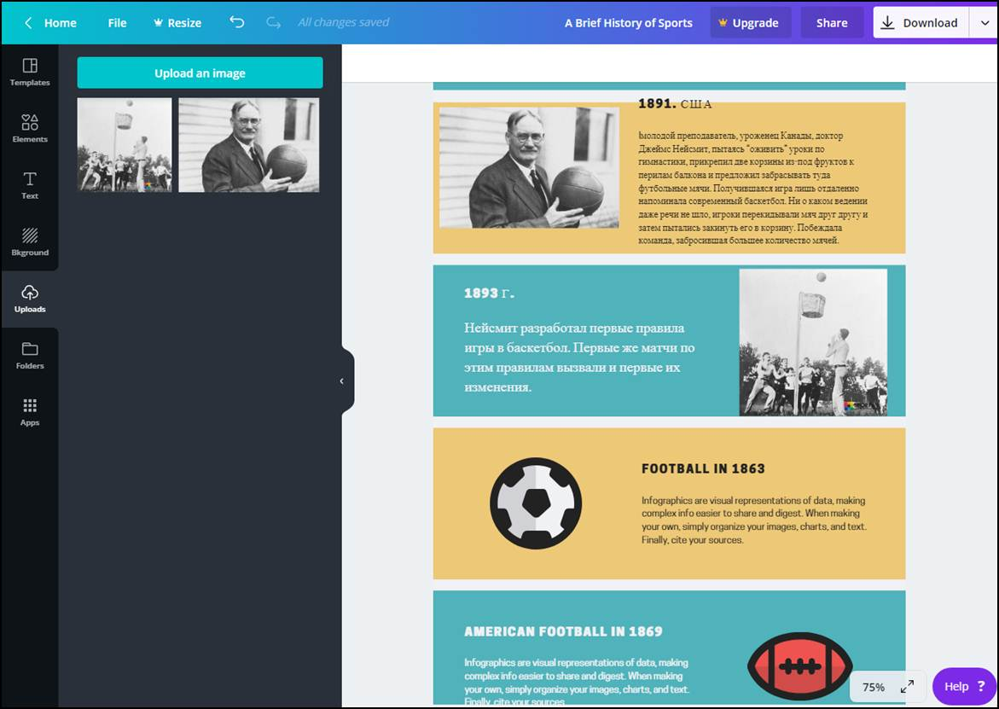 Home
File
Resize
All changes saved
A Brief History of Sports
Upgrade
Share
Download
Templates
Elements
Text
Bkground
Uploads
Folders
Apps
Upload an image
1891. США
Ьмолодой преподаватель, уроженец Канады, доктор
Джеймс Нейсмит, пытаясь "оживить" уроки по
гимнастики, прикрепил две корзины из-под фруктов к
перилам балкона и предложил забрасывать туда
футбольные мячи. Получившаяся игра лишь отдаленно
напоминала современный баскетбол. Ни о каком ведении
даже речи не шло, игроки перекидывали мяч друг другу и
затем пытались закинуть его в корзину. Побеждала
команда, забросившая большее количество мячей.
1893 г.
Нейсмит разработал первые правила
игры в баскетбол. Первые же матчи по
этим правилам вызвали и первые их
изменения.
FOOTBALL IN 1863
Infographics are visual representations of data, making
complex info easier to share and digest. When making
your own, simply organize your images, charts, and text.
Finally, cite your sources.
AMERICAN FOOTBALL IN 1869
Infographics are visual representations of data, making
complex info easier to share and digest. When making
your own, simply organize your images, charts, and text.
Finally, cite your sources.
75%
Help ?